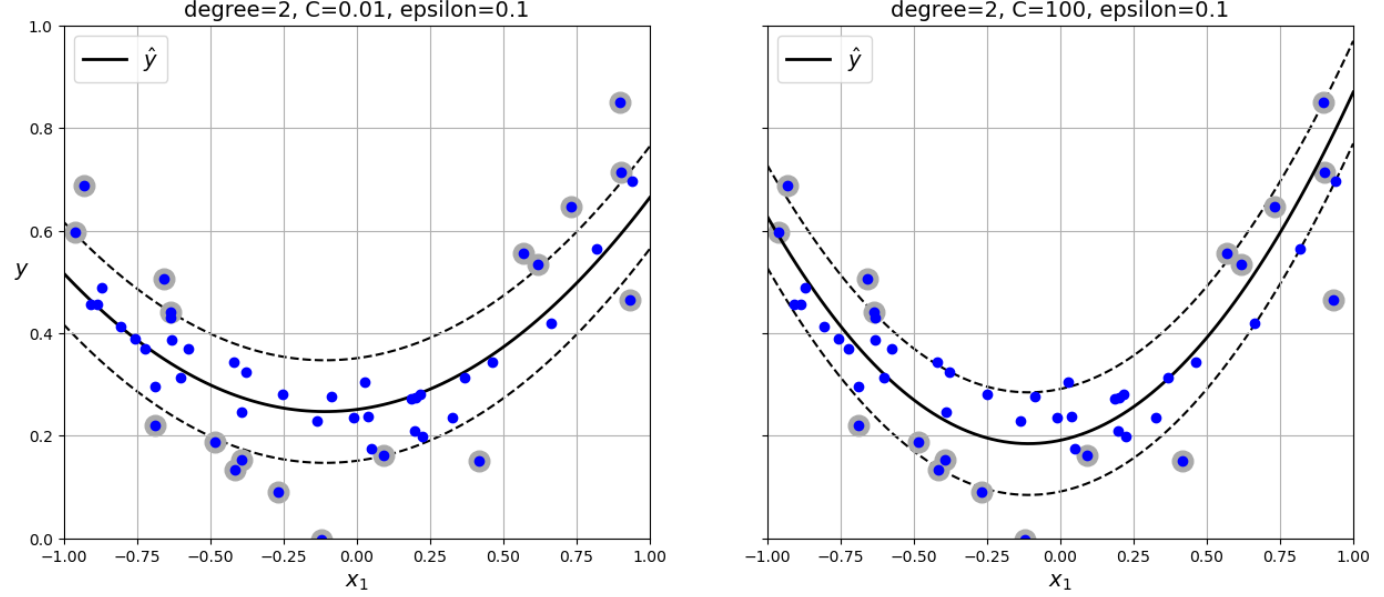 degree=2, C=0.01, epsilon=0.1
ŷ
y
1.0
0.8
0.6
0.4
0.2
0.0
−1.00 −0.75 −0.50 −0.25 0.00 0.25 0.50 0.75 1.00
x₁
degree=2, C=100, epsilon=0.1
ŷ
−1.00 −0.75 −0.50 −0.25 0.00 0.25 0.50 0.75 1.00
x₁